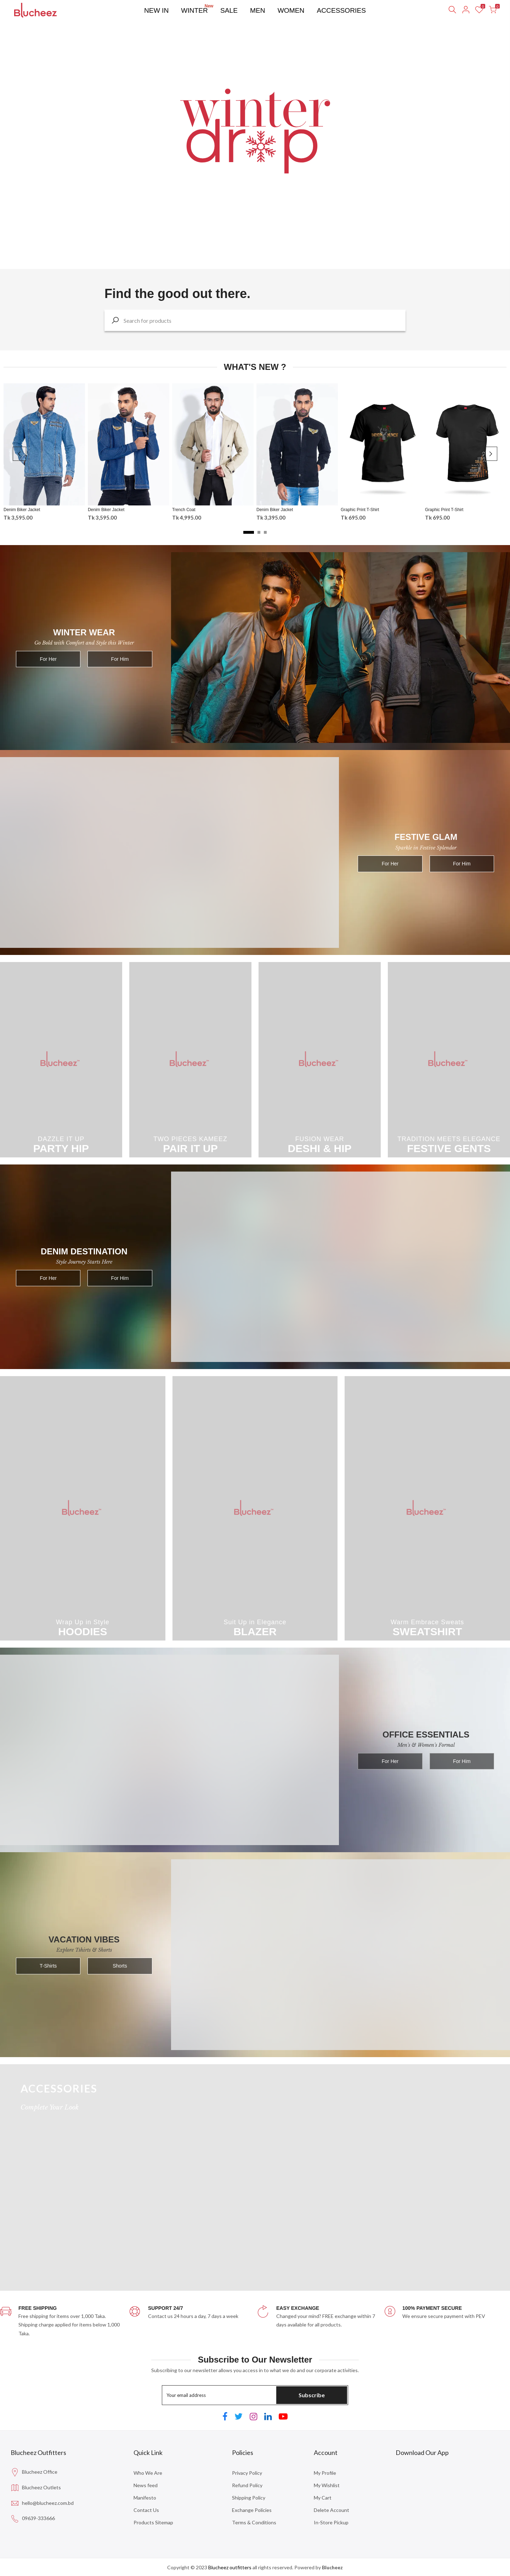 Blucheez
NEW IN
WINTER
New
SALE
MEN
WOMEN
ACCESSORIES
0
0
winter
drop
Find the good out there.
Search for products
WHAT'S NEW ?
Denim Biker Jacket
Tk 3,595.00
Denim Biker Jacket
Tk 3,595.00
Trench Coat
Tk 4,995.00
Denim Biker Jacket
Tk 3,395.00
Graphic Print T-Shirt
Tk 695.00
Graphic Print T-Shirt
Tk 695.00
WINTER WEAR
Go Bold with Comfort and Style this Winter
For Her
For Him
FESTIVE GLAM
Sparkle in Festive Splendor
For Her
For Him
Blucheez™
Blucheez™
Blucheez™
Blucheez™
DAZZLE IT UP
PARTY HIP
TWO PIECES KAMEEZ
PAIR IT UP
FUSION WEAR
DESHI & HIP
TRADITION MEETS ELEGANCE
FESTIVE GENTS
DENIM DESTINATION
Style Journey Starts Here
For Her
For Him
Blucheez™
Blucheez™
Blucheez™
Wrap Up in Style
HOODIES
Suit Up in Elegance
BLAZER
Warm Embrace Sweats
SWEATSHIRT
OFFICE ESSENTIALS
Men's & Women's Formal
For Her
For Him
VACATION VIBES
Explore Tshirts & Shorts
T-Shirts
Shorts
ACCESSORIES
Complete Your Look
FREE SHIPPING
Free shipping for items over 1,000 Taka.
Shipping charge applied for items below 1,000
Taka.
SUPPORT 24/7
Contact us 24 hours a day, 7 days a week
EASY EXCHANGE
Changed your mind? FREE exchange within 7
days available for all products.
100% PAYMENT SECURE
We ensure secure payment with PEV
Subscribe to Our Newsletter
Subscribing to our newsletter allows you access in to what we do and our corporate activities.
Your email address
Subscribe
Blucheez Outfitters
Blucheez Office
Blucheez Outlets
hello@blucheez.com.bd
09639-333666
Quick Link
Who We Are
News feed
Manifesto
Contact Us
Products Sitemap
Policies
Privacy Policy
Refund Policy
Shipping Policy
Exchange Policies
Terms & Conditions
Account
My Profile
My Wishlist
My Cart
Delete Account
In-Store Pickup
Download Our App
Copyright © 2023 Blucheez outfitters all rights reserved. Powered by Blucheez